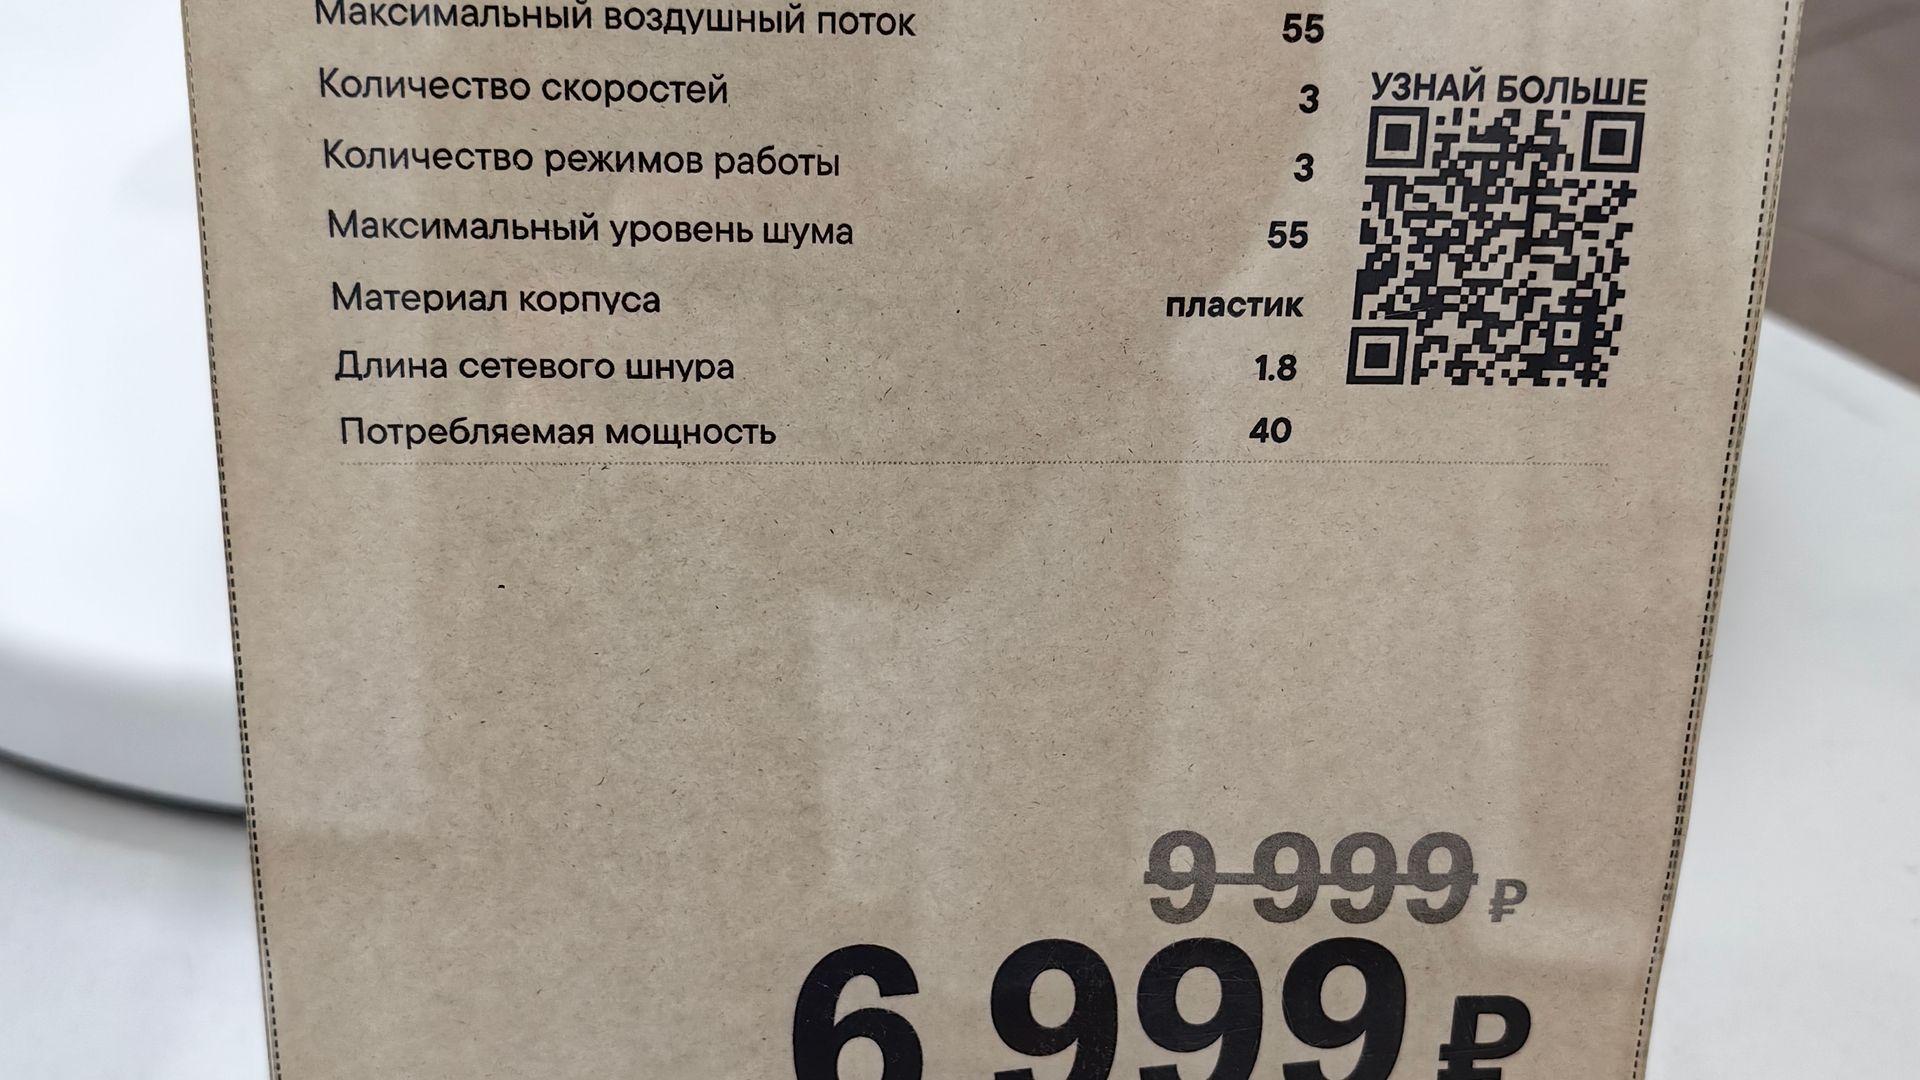 Максимальный воздушный поток 55
Количество скоростей 3
УЗНАЙ БОЛЬШЕ
Количество режимов работы 3
Максимальный уровень шума 55
Материал корпуса пластик
Длина сетевого шнура 1.8
Потребляемая мощность 40
9 999 ₽
6 999 ₽